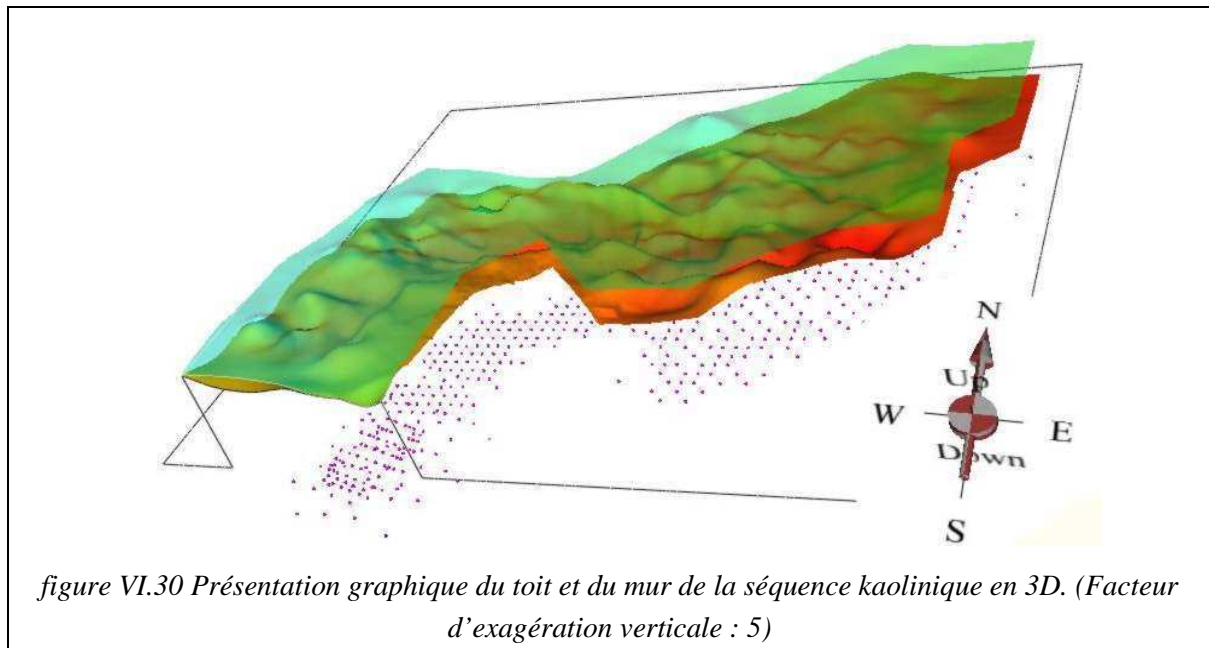 N
Up
W
E
Down
S
figure VI.30 Présentation graphique du toit et du mur de la séquence kaolinique en 3D. (Facteur
d'exagération verticale : 5)